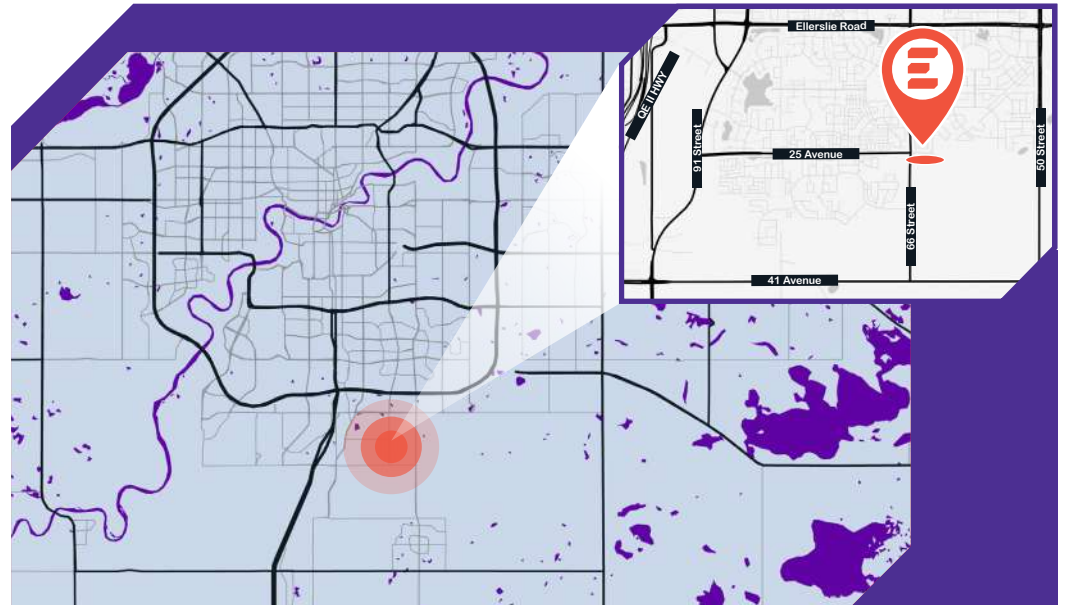 Ellerslie Road
QE II HWY
91 Street
25 Avenue
50 Street
66 Street
41 Avenue